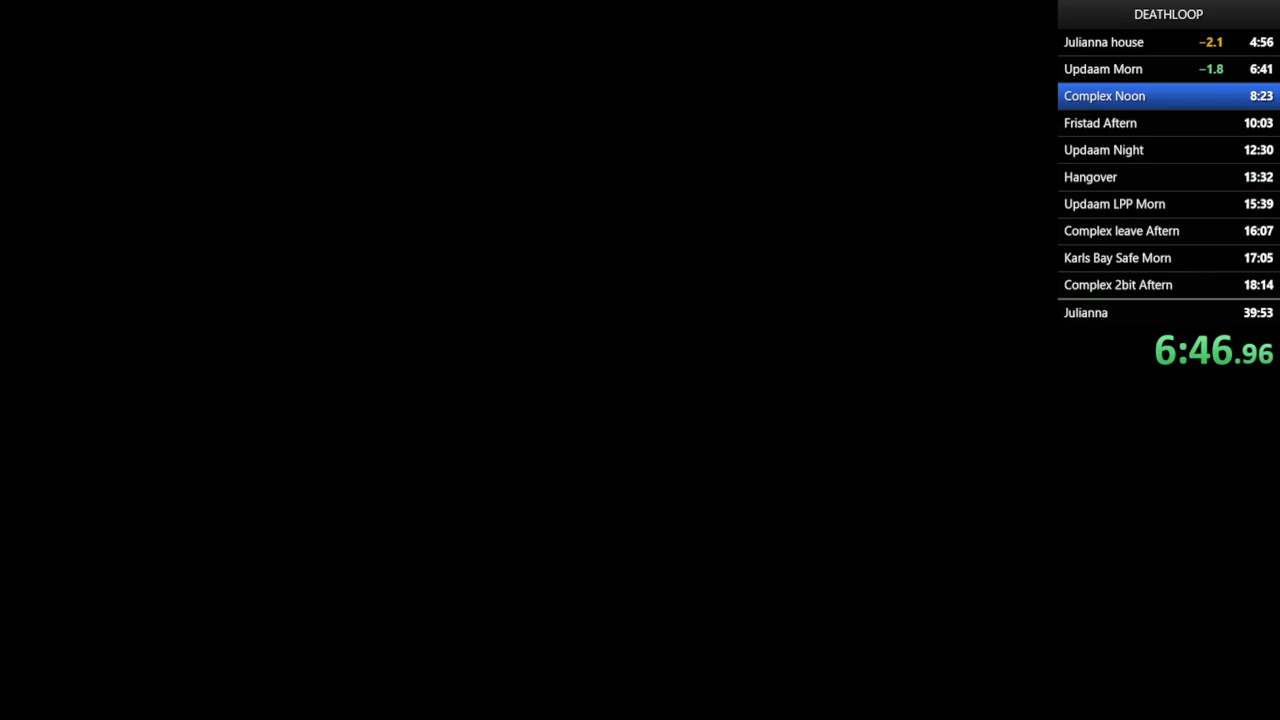 DEATHLOOP
Julianna house −2.1 4:56
Updaam Morn −1.8 6:41
Complex Noon 8:23
Fristad Aftern 10:03
Updaam Night 12:30
Hangover 13:32
Updaam LPP Morn 15:39
Complex leave Aftern 16:07
Karls Bay Safe Morn 17:05
Complex 2bit Aftern 18:14
Julianna 39:53
6:46.96